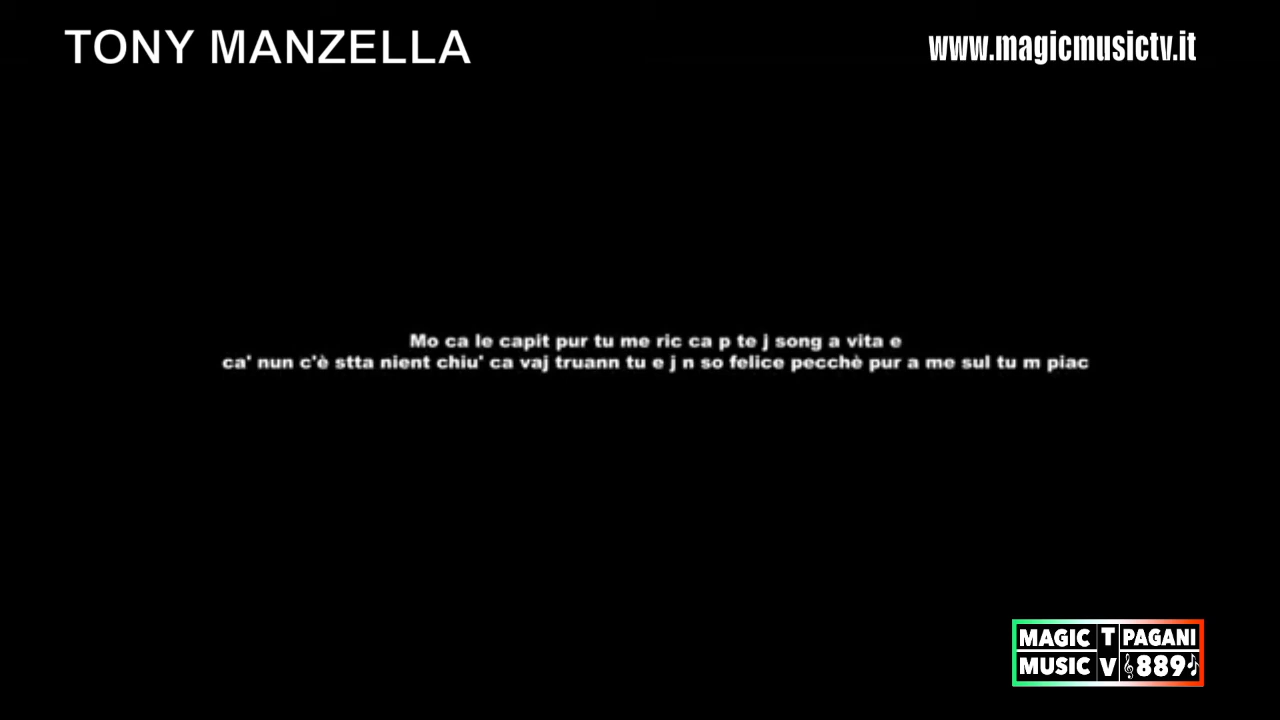 TONY MANZELLA
www.magicmusictv.it
Mo ca le capit pur tu me ric ca p te j song a vita e
ca' nun c'è stta nient chiu' ca vaj truann tu e j n so felice pecchè pur a me sul tu m piac
MAGIC TV PAGANI
MUSIC 889